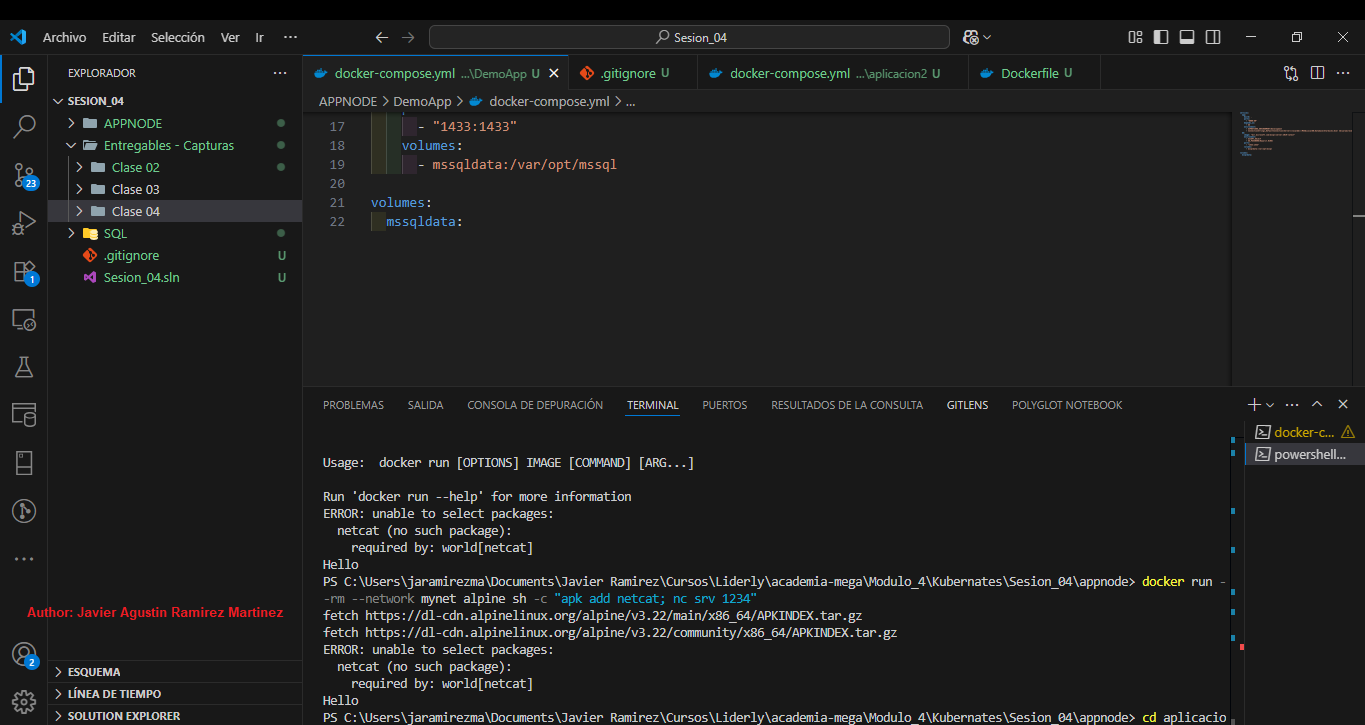 Archivo Editar Selección Ver Ir ··· Sesion_04
EXPLORADOR ···
SESION_04
APPNODE
Entregables - Capturas
Clase 02
Clase 03
Clase 04
SQL
.gitignore U
Sesion_04.sln U
23
1
2
Author: Javier Agustin Ramirez Martinez
ESQUEMA
LÍNEA DE TIEMPO
SOLUTION EXPLORER
docker-compose.yml ...\DemoApp U .gitignore U docker-compose.yml ...\aplicacion2 U Dockerfile U
APPNODE > DemoApp > docker-compose.yml > ...
17 - "1433:1433"
18 volumes:
19 - mssqldata:/var/opt/mssql
20
21 volumes:
22 mssqldata:
PROBLEMAS SALIDA CONSOLA DE DEPURACIÓN TERMINAL PUERTOS RESULTADOS DE LA CONSULTA GITLENS POLYGLOT NOTEBOOK
docker-c...
powershell...
Usage:  docker run [OPTIONS] IMAGE [COMMAND] [ARG...]
Run 'docker run --help' for more information
ERROR: unable to select packages:
netcat (no such package):
required by: world[netcat]
Hello
PS C:\Users\jaramirezma\Documents\Javier Ramirez\Cursos\Liderly\academia-mega\Modulo_4\Kubernates\Sesion_04\appnode> docker run -
-rm --network mynet alpine sh -c "apk add netcat; nc srv 1234"
fetch https://dl-cdn.alpinelinux.org/alpine/v3.22/main/x86_64/APKINDEX.tar.gz
fetch https://dl-cdn.alpinelinux.org/alpine/v3.22/community/x86_64/APKINDEX.tar.gz
ERROR: unable to select packages:
netcat (no such package):
required by: world[netcat]
Hello
PS C:\Users\jaramirezma\Documents\Javier Ramirez\Cursos\Liderly\academia-mega\Modulo_4\Kubernates\Sesion_04\appnode> cd aplicacio